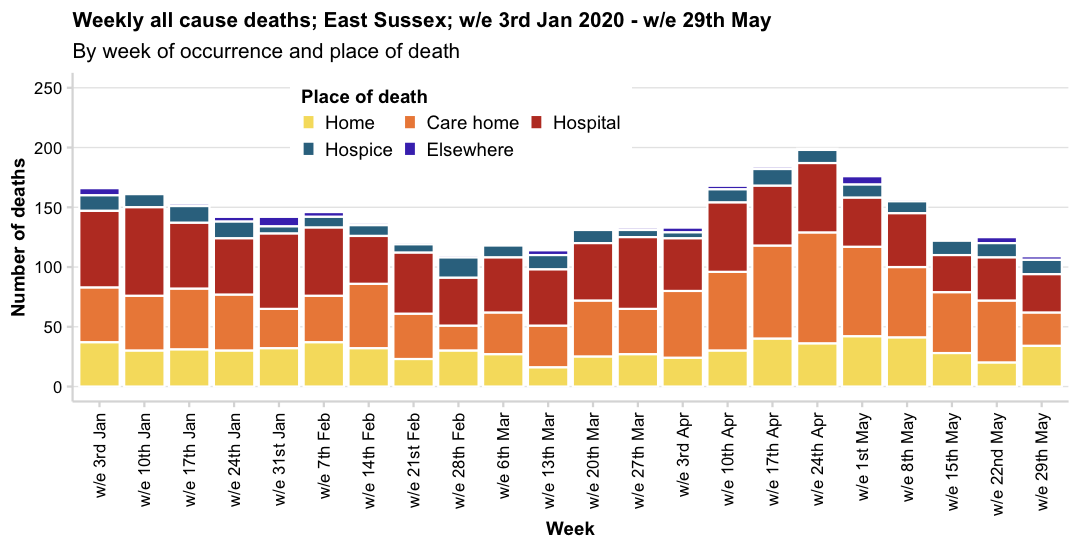 Weekly all cause deaths; East Sussex; w/e 3rd Jan 2020 - w/e 29th May
By week of occurrence and place of death
Number of deaths
250
200
150
100
50
0
Place of death
Home
Care home
Hospital
Hospice
Elsewhere
w/e 3rd Jan
w/e 10th Jan
w/e 17th Jan
w/e 24th Jan
w/e 31st Jan
w/e 7th Feb
w/e 14th Feb
w/e 21st Feb
w/e 28th Feb
w/e 6th Mar
w/e 13th Mar
w/e 20th Mar
w/e 27th Mar
w/e 3rd Apr
w/e 10th Apr
w/e 17th Apr
w/e 24th Apr
w/e 1st May
w/e 8th May
w/e 15th May
w/e 22nd May
w/e 29th May
Week